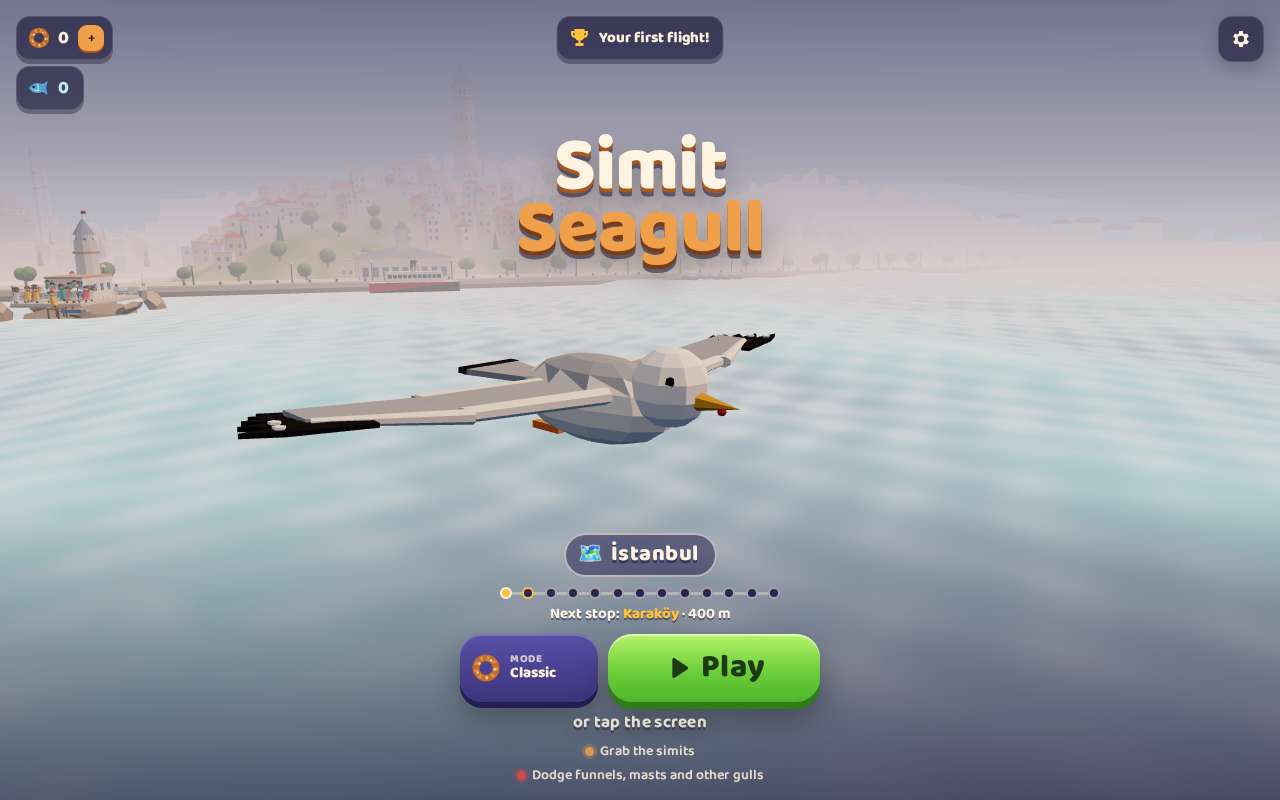 0 +
0
Your first flight!
Simit
Seagull
İstanbul
Next stop: Karaköy · 400 m
MODE
Classic
Play
or tap the screen
Grab the simits
Dodge funnels, masts and other gulls